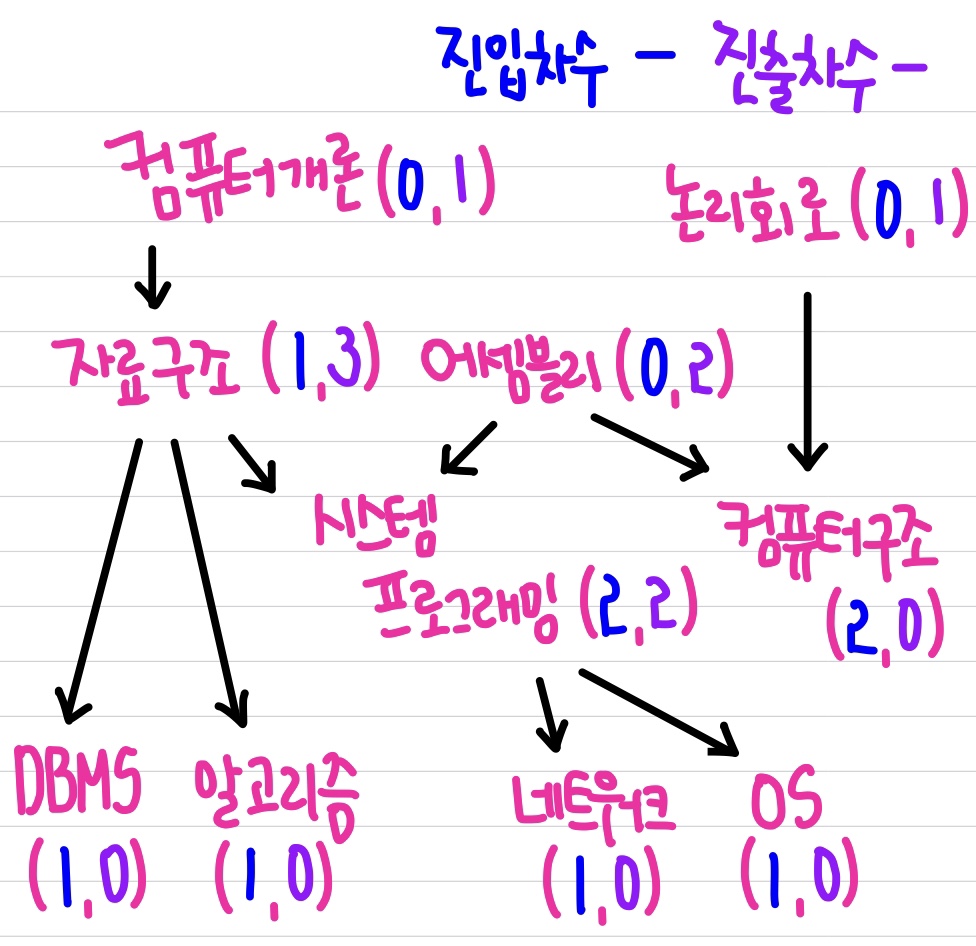 진입차수 - 진출차수 -
컴퓨터개론 (0,1) 논리회로 (0,1)
자료구조 (1,3) 어셈블리 (0,2)
시스템
프로그래밍 (2,2)
컴퓨터구조
(2,0)
DBMS
(1,0)
알고리즘
(1,0)
네트워크
(1,0)
OS
(1,0)